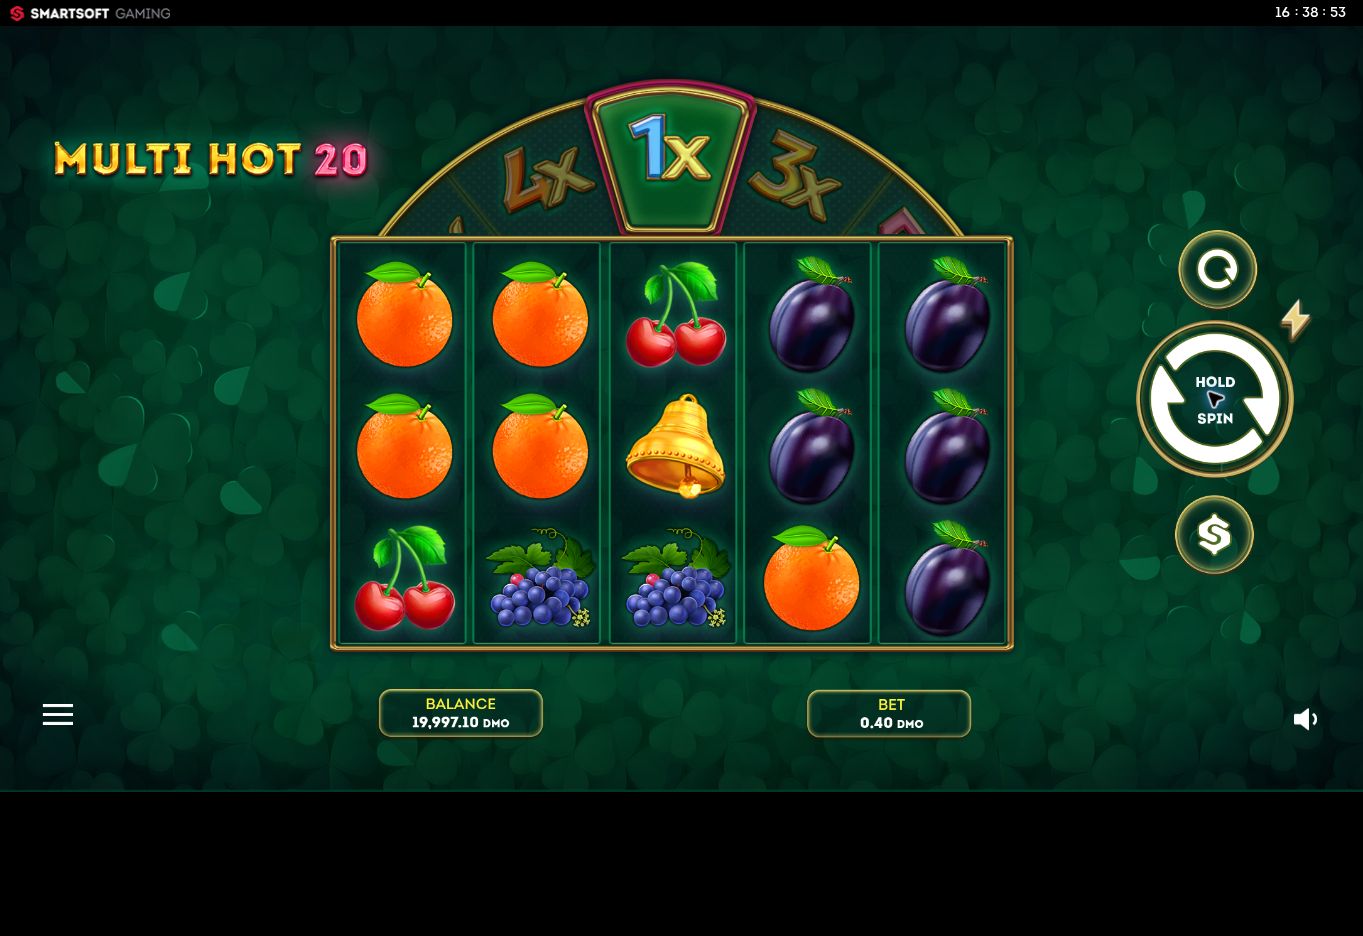 SMARTSOFT GAMING
16 : 38 : 53
1x
4x
3x
MULTI HOT 20
HOLD
SPIN
BALANCE
19,997.10 DMO
BET
0.40 DMO